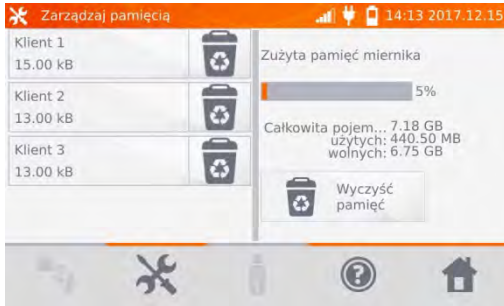 Zarządzaj pamięcią
14:13 2017.12.15
Klient 1
15.00 kB
Klient 2
13.00 kB
Klient 3
13.00 kB
Zużyta pamięć miernika
5%
Całkowita pojem... 7.18 GB
użytych: 440.50 MB
wolnych: 6.75 GB
Wyczyść
pamięć